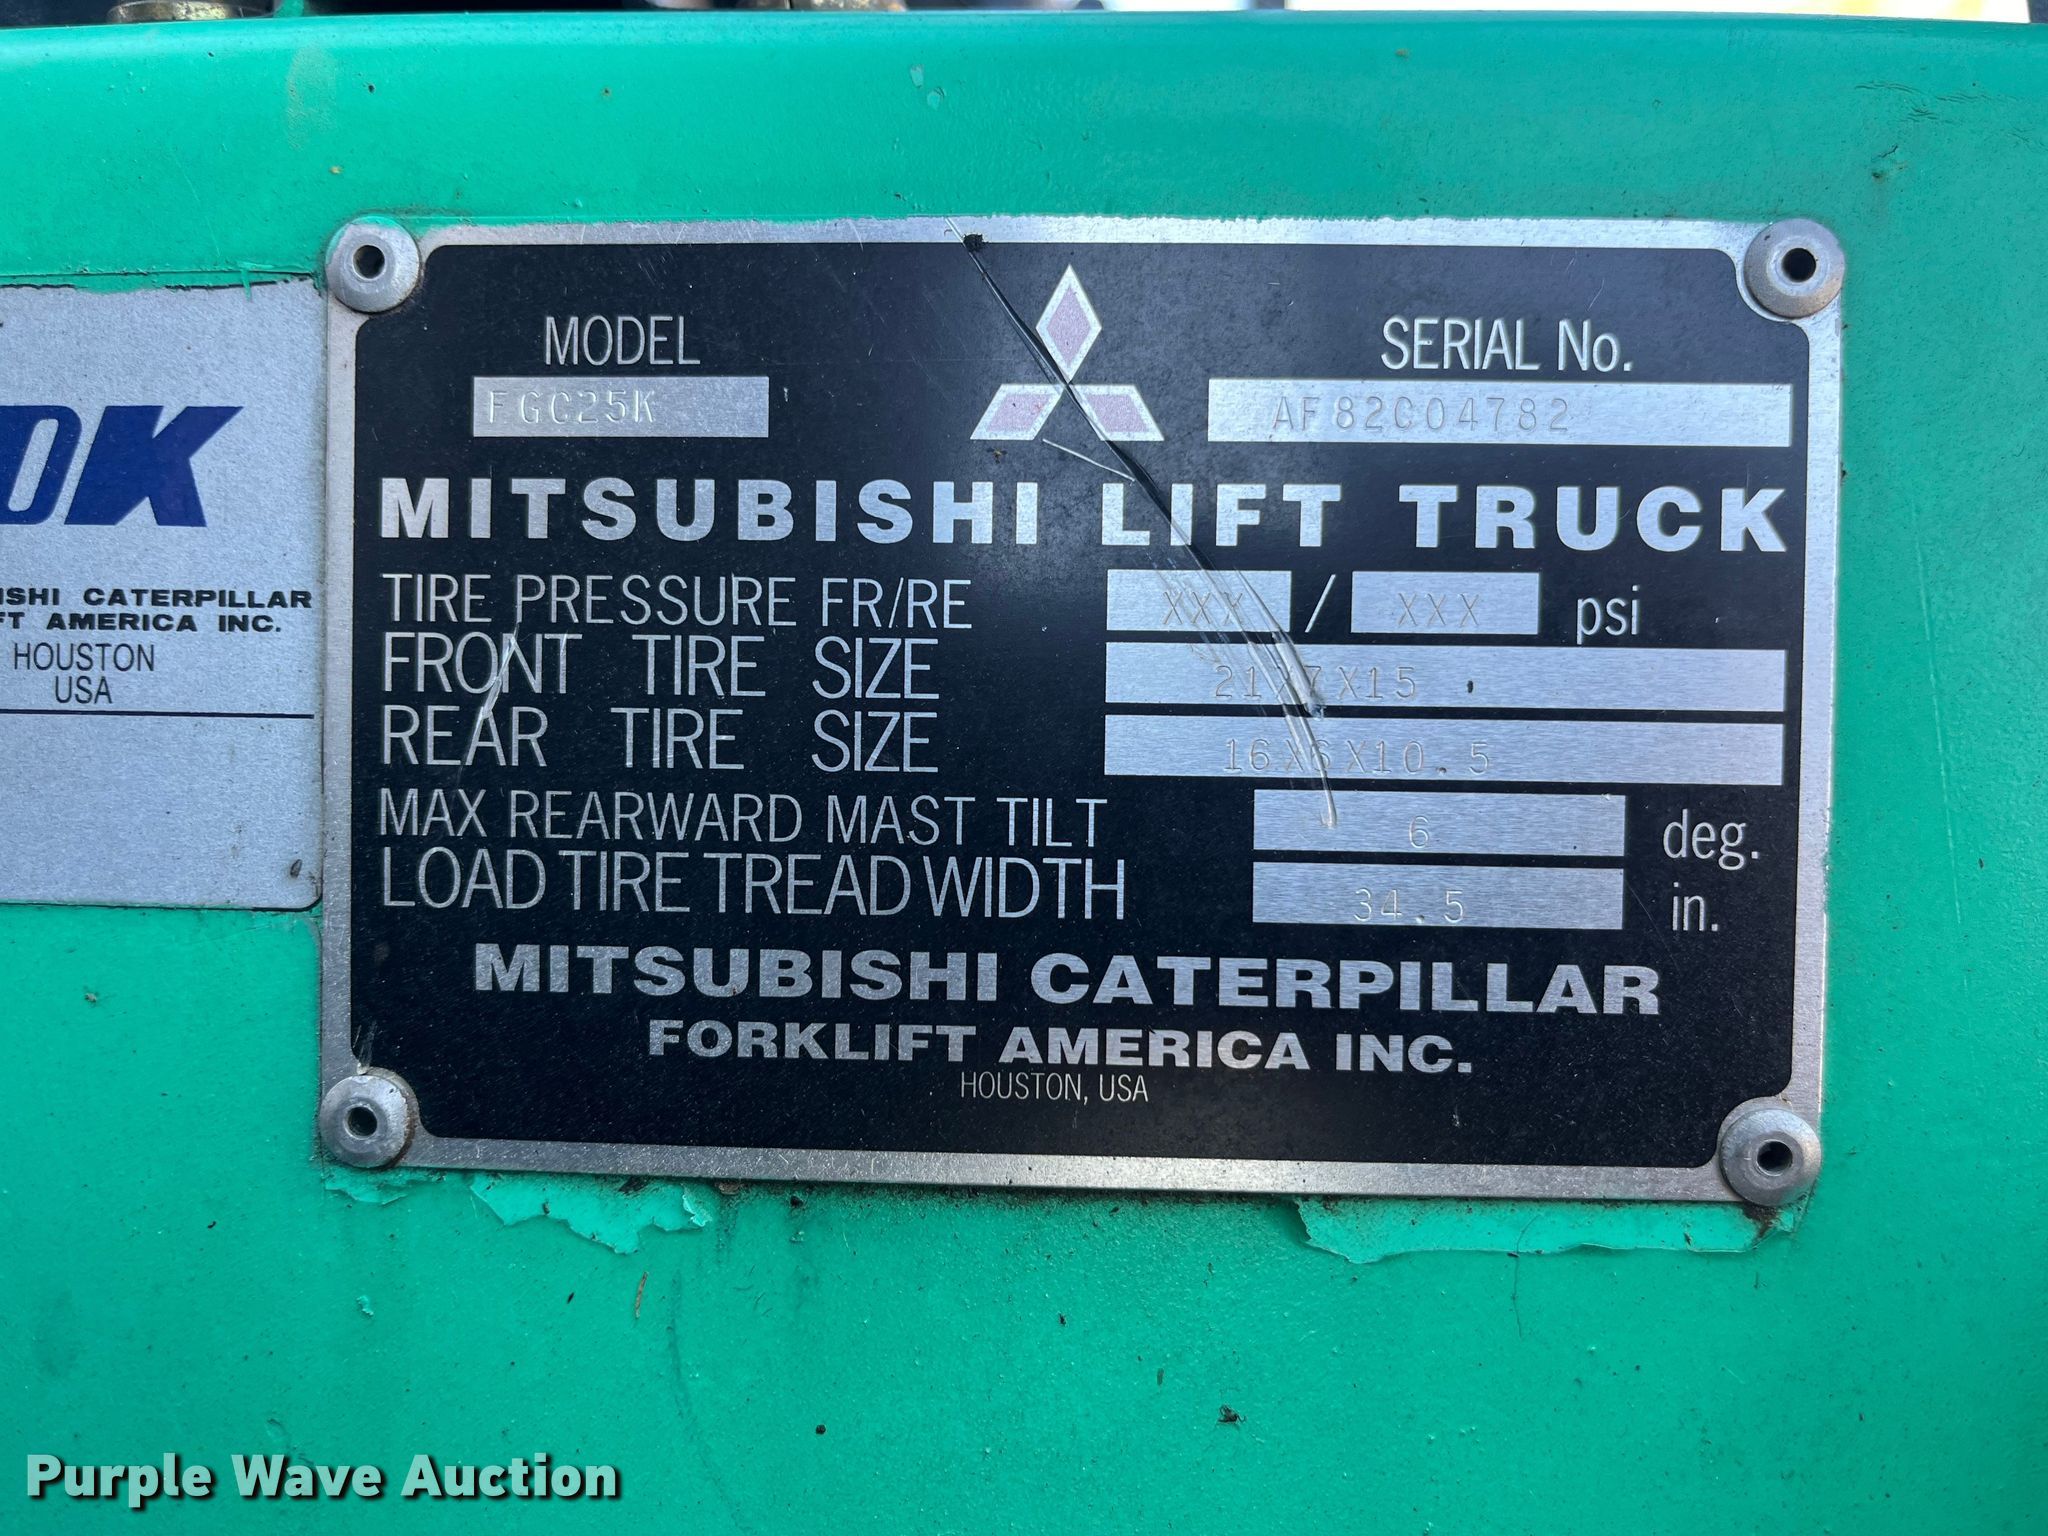 MODEL
SERIAL No.
FGC25K
AF82C04782
MITSUBISHI LIFT TRUCK
TIRE PRESSURE FR/RE XXX / XXX psi
FRONT TIRE SIZE 21X7X15
REAR TIRE SIZE 16X6X10.5
MAX REARWARD MAST TILT 6 deg.
LOAD TIRE TREAD WIDTH 34.5 in.
MITSUBISHI CATERPILLAR
FORKLIFT AMERICA INC.
HOUSTON, USA
OK
ISHI CATERPILLAR
FT AMERICA INC.
HOUSTON
USA
Purple Wave Auction